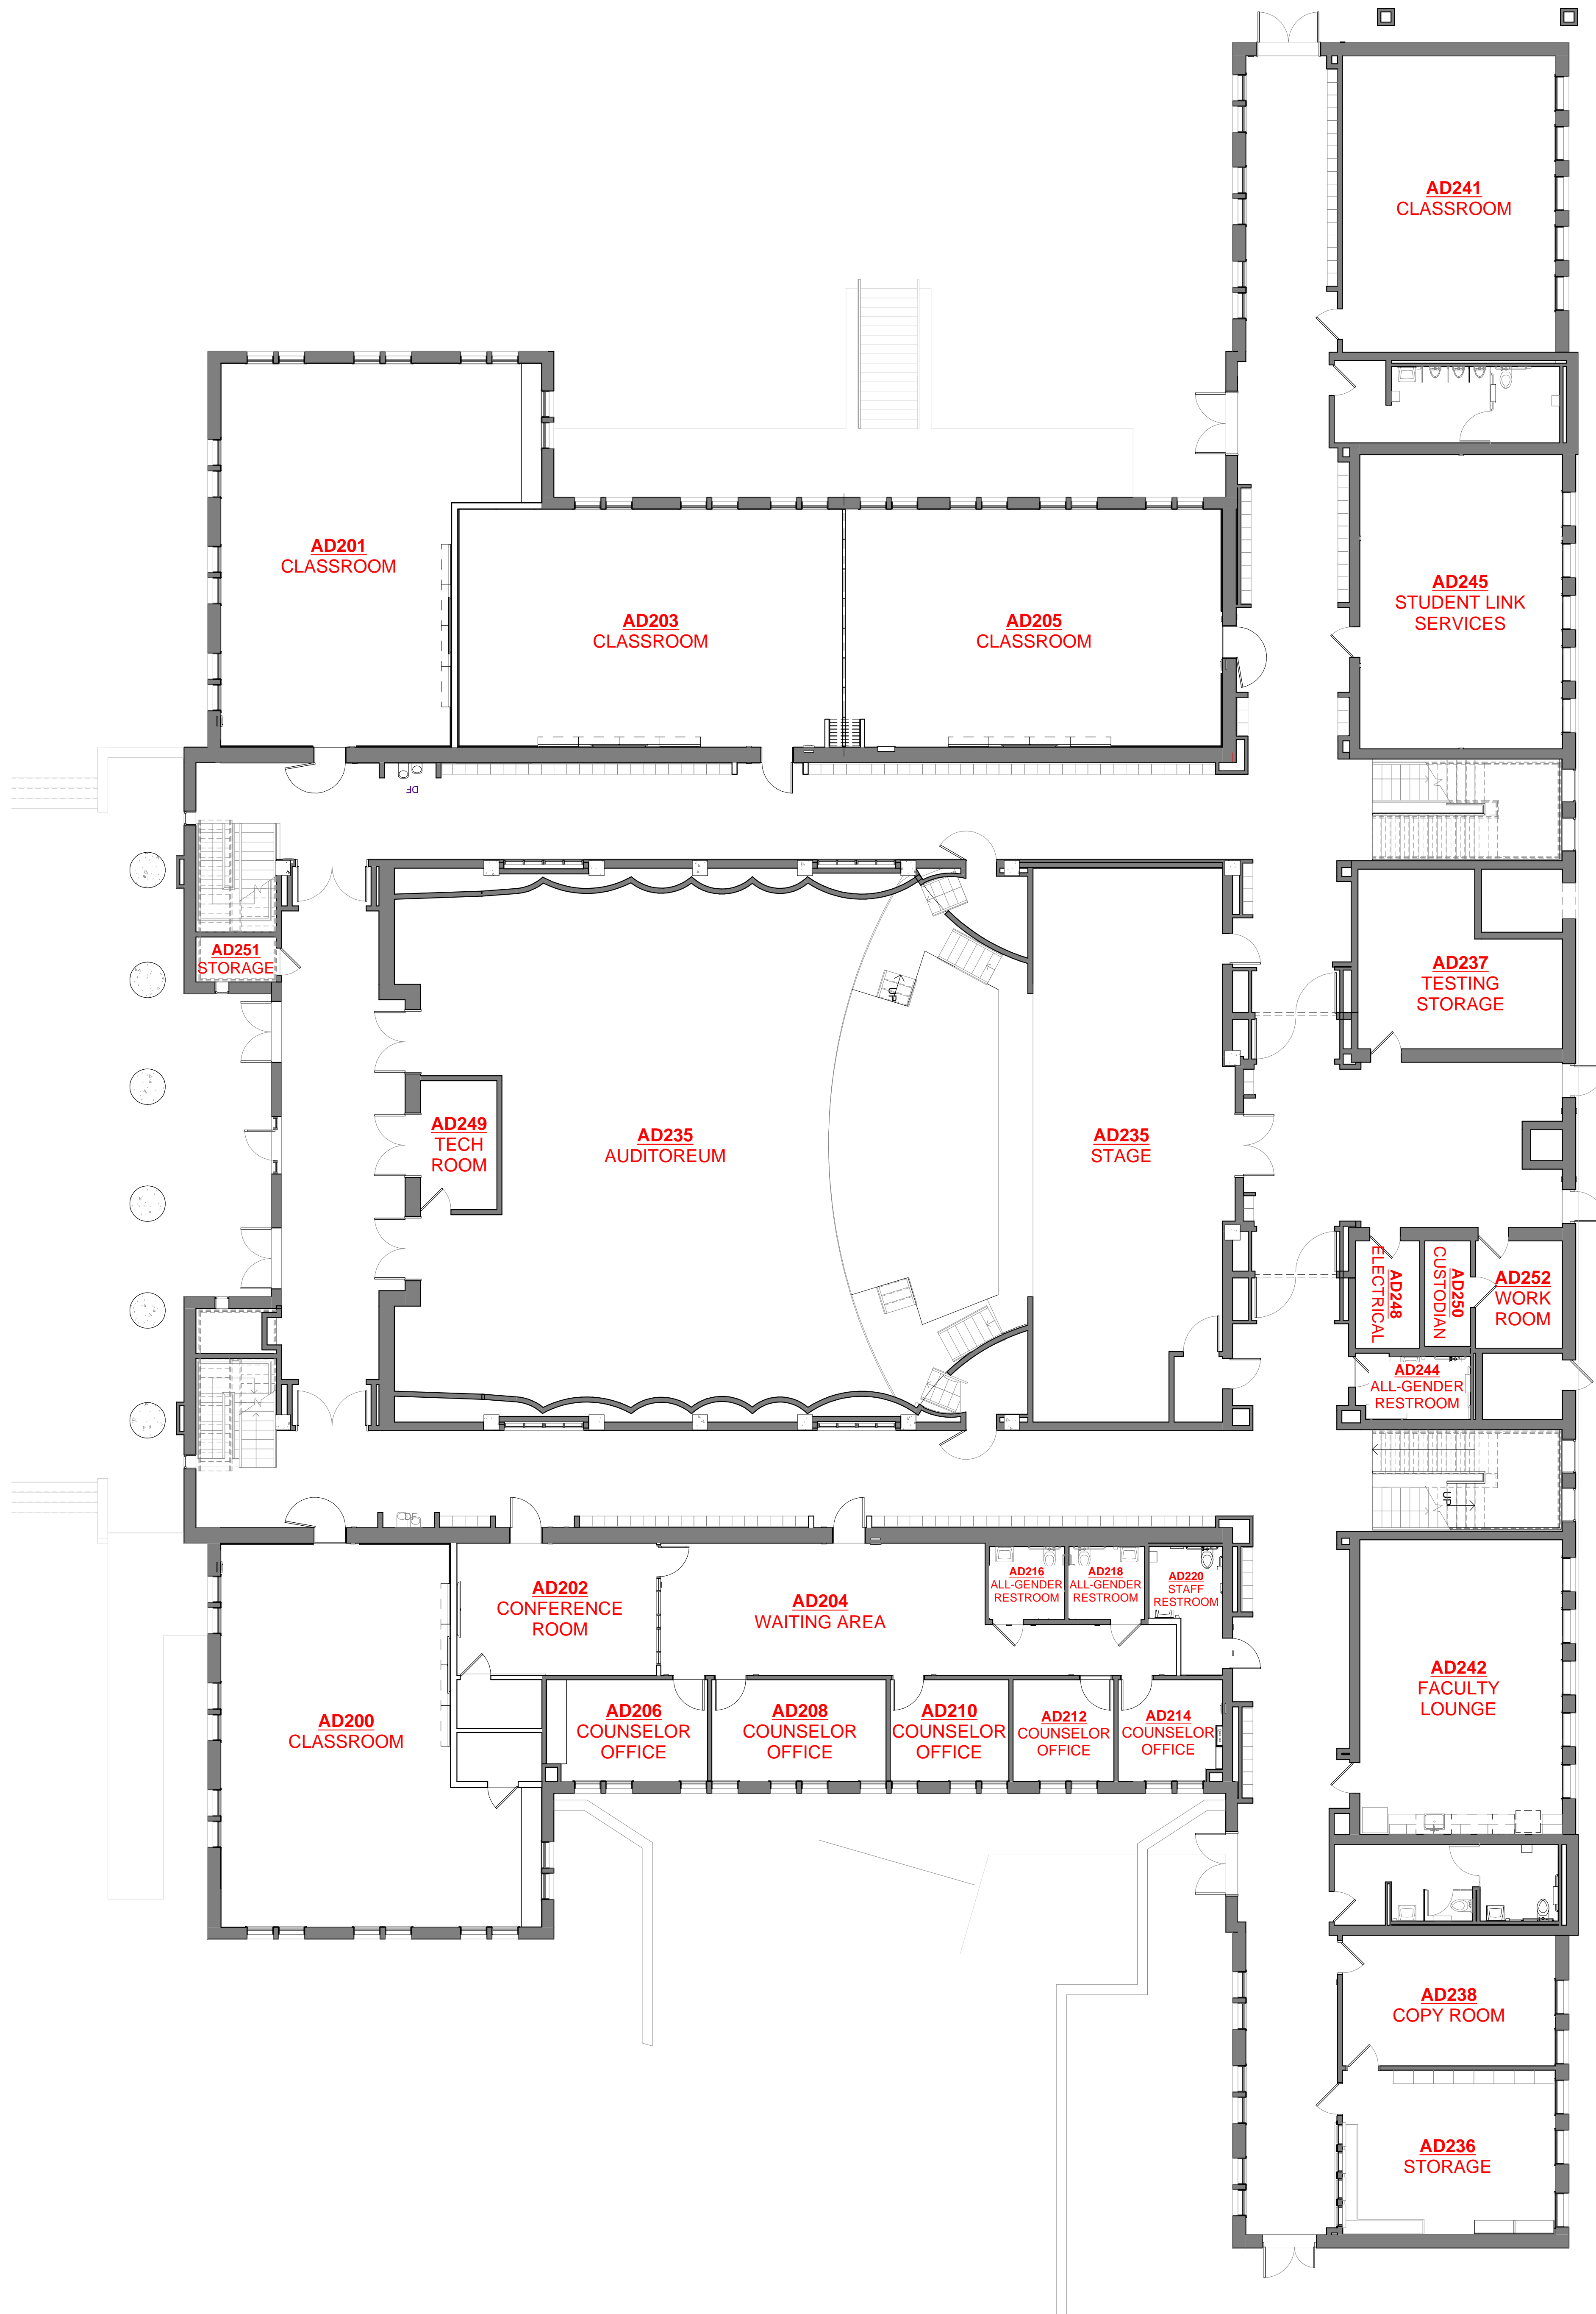 AD241
CLASSROOM
AD201
CLASSROOM
AD203
CLASSROOM
AD205
CLASSROOM
AD245
STUDENT LINK
SERVICES
DF
AD251
STORAGE
UP
AD237
TESTING
STORAGE
AD249
TECH
ROOM
AD235
AUDITOREUM
AD235
STAGE
AD248
ELECTRICAL
AD250
CUSTODIAN
AD252
WORK
ROOM
AD244
ALL-GENDER
RESTROOM
UP
DF
AD202
CONFERENCE
ROOM
AD204
WAITING AREA
AD216
ALL-GENDER
RESTROOM
AD218
ALL-GENDER
RESTROOM
AD220
STAFF
RESTROOM
AD200
CLASSROOM
AD206
COUNSELOR
OFFICE
AD208
COUNSELOR
OFFICE
AD210
COUNSELOR
OFFICE
AD212
COUNSELOR
OFFICE
AD214
COUNSELOR
OFFICE
AD242
FACULTY
LOUNGE
AD238
COPY ROOM
AD236
STORAGE